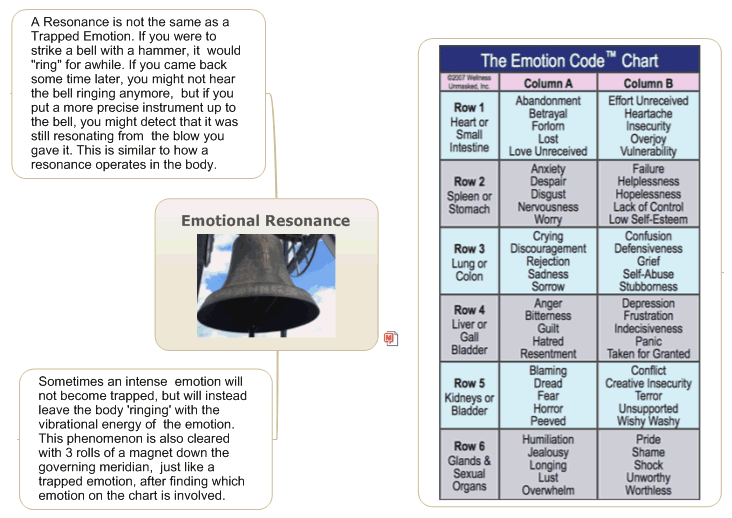 A Resonance is not the same as a
Trapped Emotion. If you were to
strike a bell with a hammer, it would
"ring" for awhile. If you came back
some time later, you might not hear
the bell ringing anymore, but if you
put a more precise instrument up to
the bell, you might detect that it was
still resonating from the blow you
gave it. This is similar to how a
resonance operates in the body.
Emotional Resonance
Sometimes an intense emotion will
not become trapped, but will instead
leave the body 'ringing' with the
vibrational energy of the emotion.
This phenomenon is also cleared
with 3 rolls of a magnet down the
governing meridian, just like a
trapped emotion, after finding which
emotion on the chart is involved.
The Emotion Code™ Chart
©2007 Wellness
Unmasked, Inc.
Column A
Column B
Row 1
Heart or
Small
Intestine
Abandonment
Betrayal
Forlorn
Lost
Love Unreceived
Effort Unreceived
Heartache
Insecurity
Overjoy
Vulnerability
Row 2
Spleen or
Stomach
Anxiety
Despair
Disgust
Nervousness
Worry
Failure
Helplessness
Hopelessness
Lack of Control
Low Self-Esteem
Row 3
Lung or
Colon
Crying
Discouragement
Rejection
Sadness
Sorrow
Confusion
Defensiveness
Grief
Self-Abuse
Stubborness
Row 4
Liver or
Gall
Bladder
Anger
Bitterness
Guilt
Hatred
Resentment
Depression
Frustration
Indecisiveness
Panic
Taken for Granted
Row 5
Kidneys or
Bladder
Blaming
Dread
Fear
Horror
Peeved
Conflict
Creative Insecurity
Terror
Unsupported
Wishy Washy
Row 6
Glands &
Sexual
Organs
Humiliation
Jealousy
Longing
Lust
Overwhelm
Pride
Shame
Shock
Unworthy
Worthless